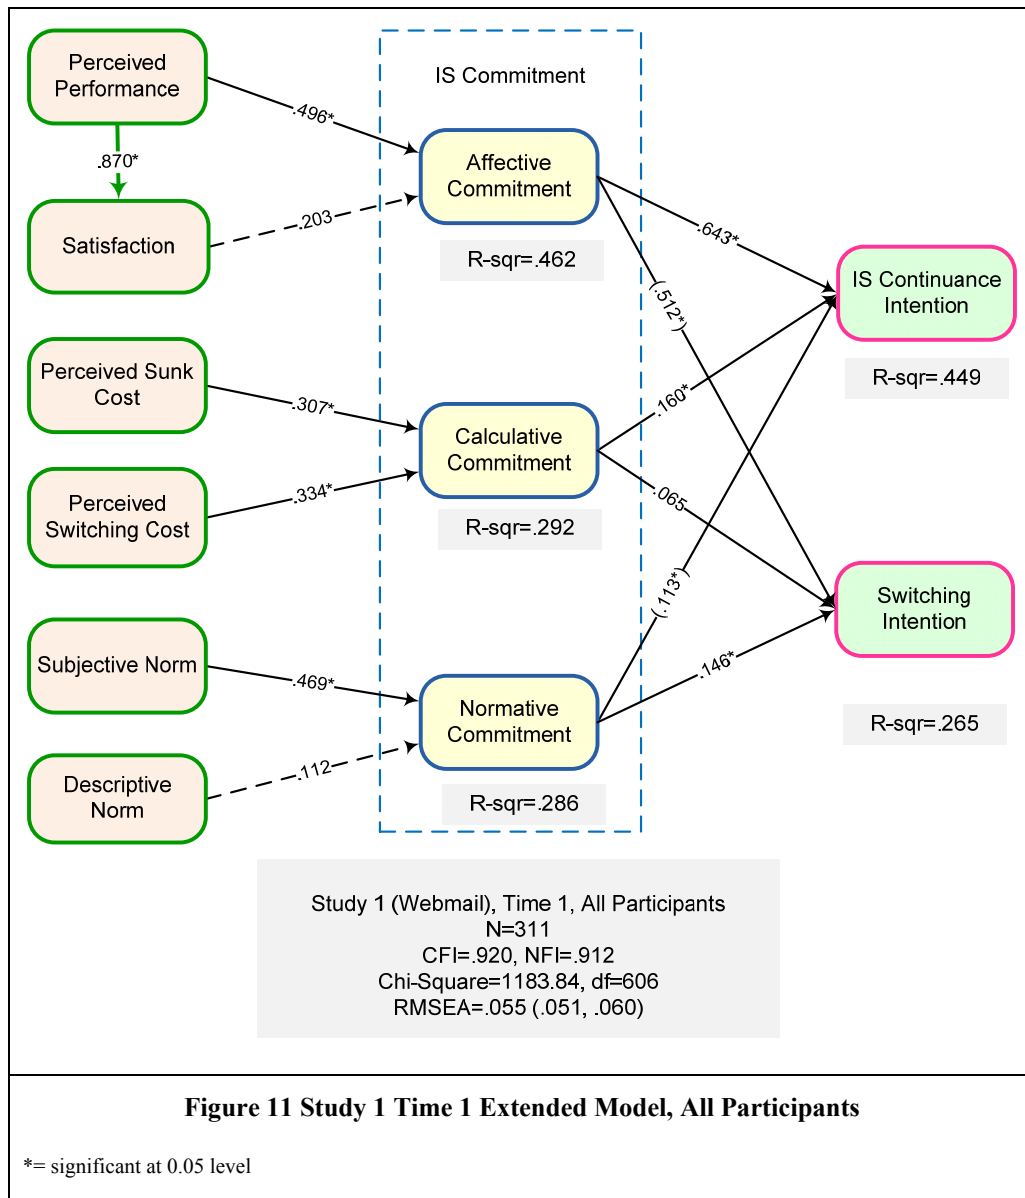 Perceived
Performance
.870*
Satisfaction
.496*
.203
Perceived Sunk
Cost
Perceived
Switching Cost
.307*
.334*
Subjective Norm
Descriptive
Norm
.469*
.112
IS Commitment
Affective
Commitment
R-sqr=.462
Calculative
Commitment
R-sqr=.292
Normative
Commitment
R-sqr=.286
.643*
(.512*)
.160*
.065
(.113*)
.146*
IS Continuance
Intention
R-sqr=.449
Switching
Intention
R-sqr=.265
Study 1 (Webmail), Time 1, All Participants
N=311
CFI=.920, NFI=.912
Chi-Square=1183.84, df=606
RMSEA=.055 (.051, .060)
Figure 11 Study 1 Time 1 Extended Model, All Participants
*= significant at 0.05 level